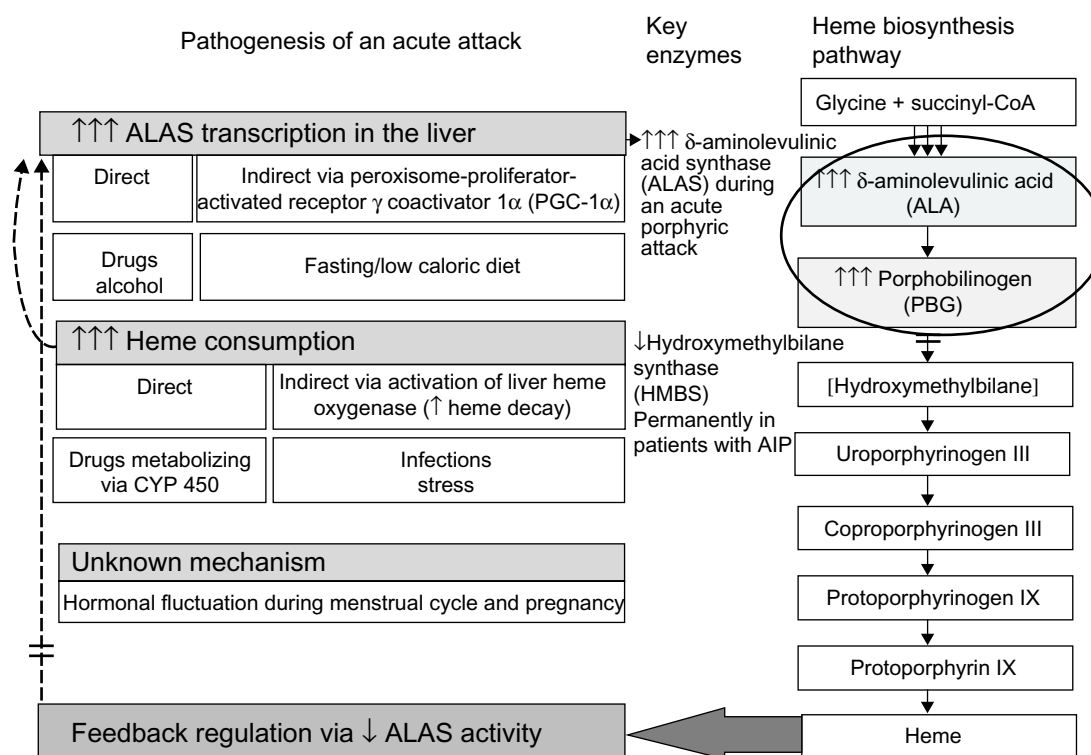 Pathogenesis of an acute attack
Key
enzymes
Heme biosynthesis
pathway
↑↑↑ ALAS transcription in the liver
Direct
Indirect via peroxisome-proliferator-
activated receptor γ coactivator 1α (PGC-1α)
Drugs
alcohol
Fasting/low caloric diet
↑↑↑ Heme consumption
Direct
Indirect via activation of liver heme
oxygenase (↑ heme decay)
Drugs metabolizing
via CYP 450
Infections
stress
Unknown mechanism
Hormonal fluctuation during menstrual cycle and pregnancy
Feedback regulation via ↓ ALAS activity
↑↑↑ δ-aminolevulinic
acid synthase
(ALAS) during
an acute
porphyric
attack
↓Hydroxymethylbilane
synthase
(HMBS)
Permanently in
patients with AIP
Glycine + succinyl-CoA
↑↑↑ δ-aminolevulinic acid
(ALA)
↑↑↑ Porphobilinogen
(PBG)
[Hydroxymethylbilane]
Uroporphyrinogen III
Coproporphyrinogen III
Protoporphyrinogen IX
Protoporphyrin IX
Heme